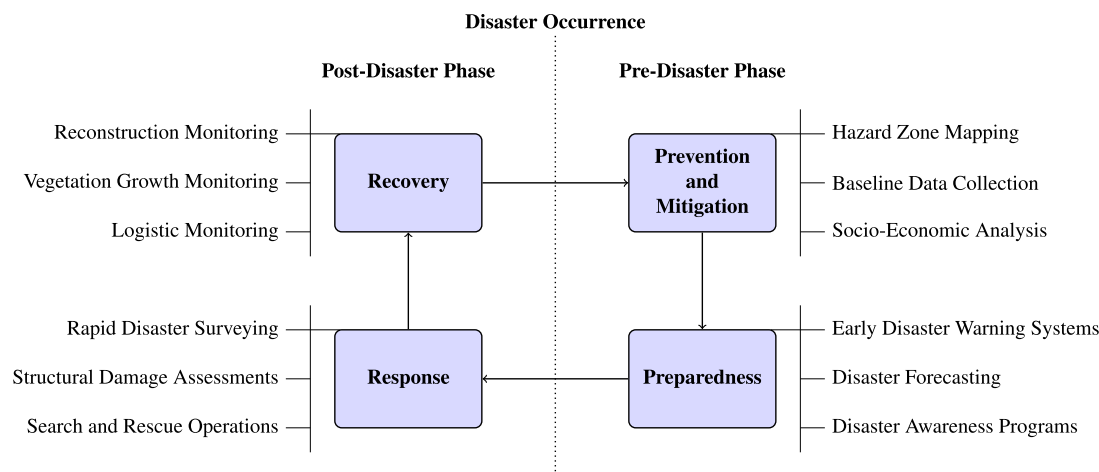 Disaster Occurrence
Post-Disaster Phase
Pre-Disaster Phase
Reconstruction Monitoring
Vegetation Growth Monitoring
Logistic Monitoring
Recovery
Prevention
and
Mitigation
Hazard Zone Mapping
Baseline Data Collection
Socio-Economic Analysis
Rapid Disaster Surveying
Structural Damage Assessments
Search and Rescue Operations
Response
Preparedness
Early Disaster Warning Systems
Disaster Forecasting
Disaster Awareness Programs